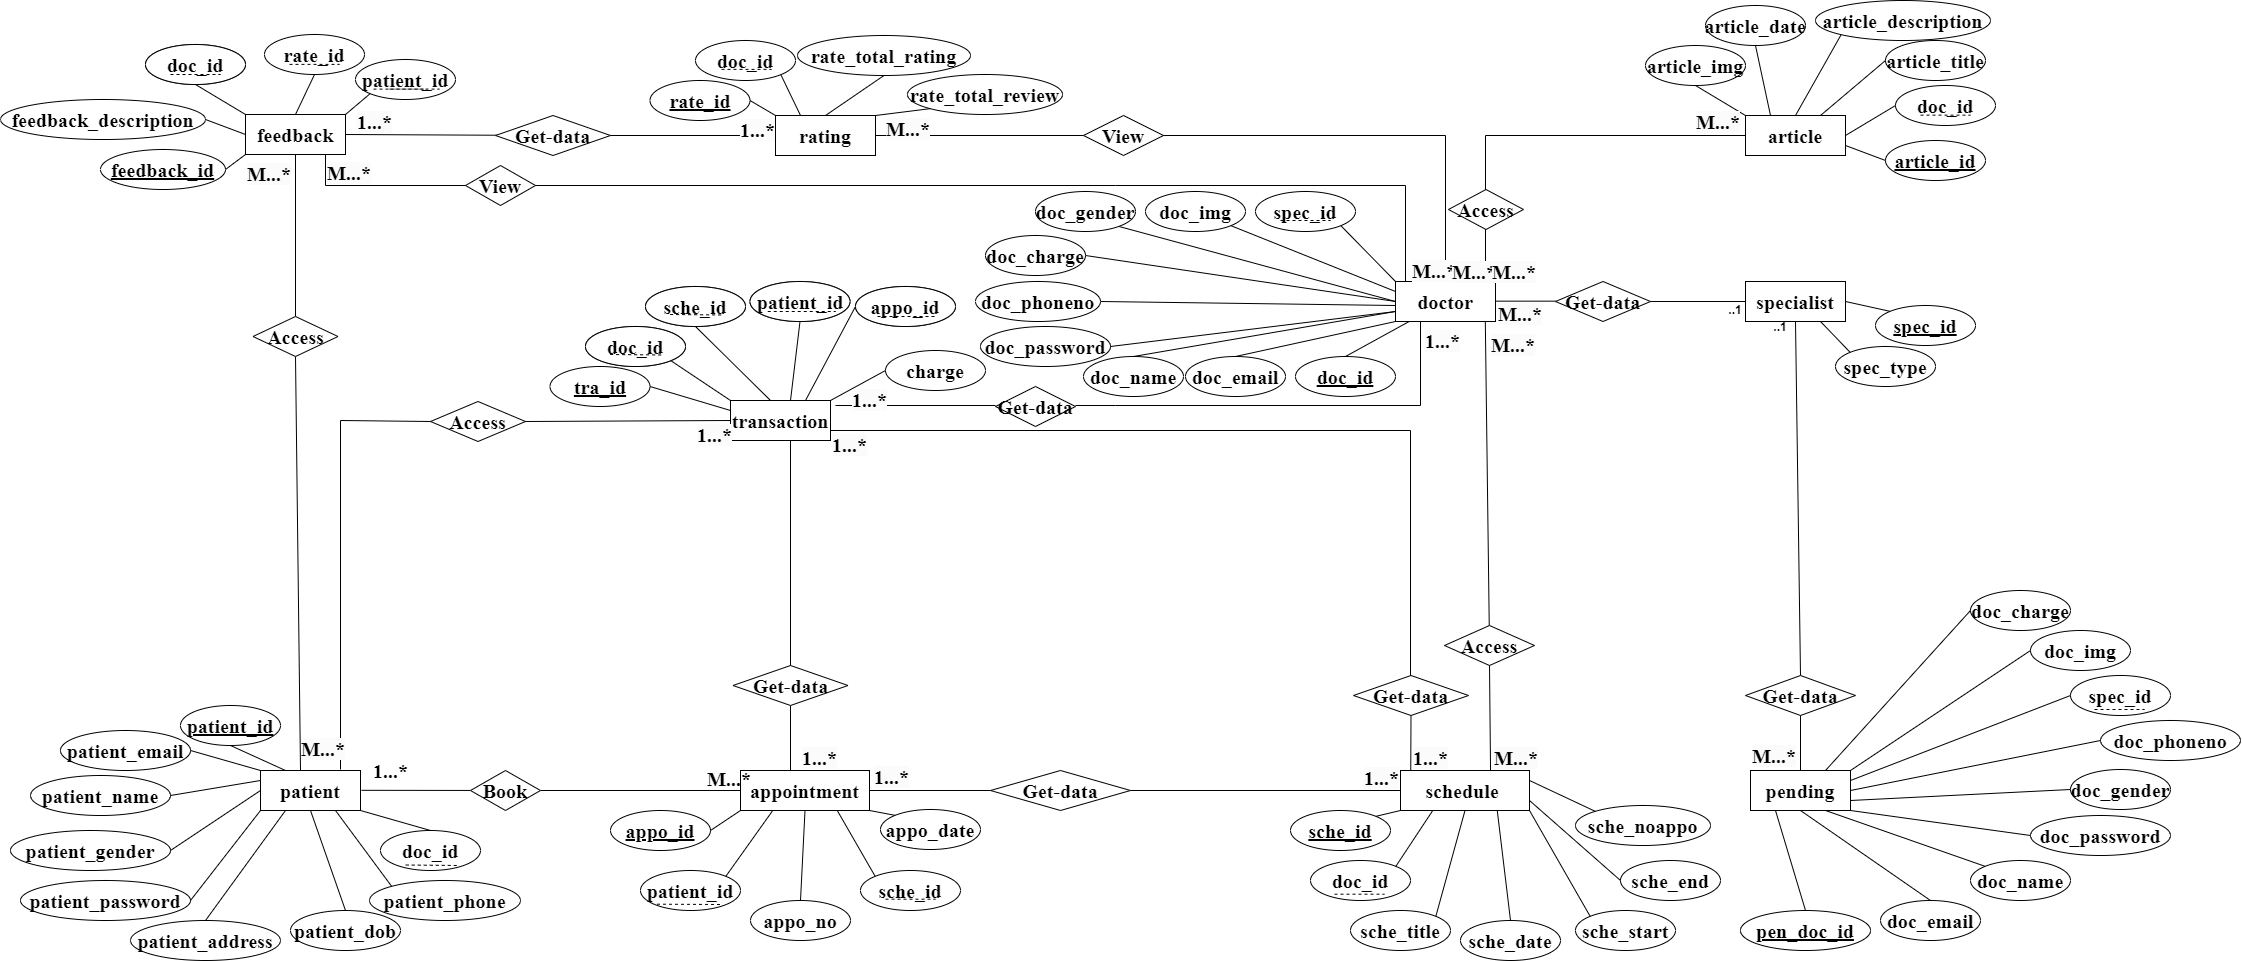 article_description
article_date
rate_id
doc_id
rate_total_rating
doc_id
article_title
doc_id
article_img
patient_id
rate_total_review
rate_id
doc_id
feedback_description
1...*
M...*
M...*
feedback
Get-data
1...*
rating
View
article
article_id
feedback_id
M...*
M...*
View
doc_gender
doc_img
spec_id
Access
doc_charge
M...*
M...*
M...*
patient_id
sche_id
appo_id
doc_phoneno
doctor
Get-data
specialist
..1
M...*
..1
spec_id
Access
doc_id
doc_password
1...*
M...*
charge
spec_type
tra_id
doc_name
doc_email
doc_id
1...*
Get-data
Access
transaction
1...*
1...*
doc_charge
Access
doc_img
Get-data
Get-data
Get-data
spec_id
patient_id
doc_phoneno
patient_email
M...*
1...*
1...*
M...*
M...*
1...*
M...*
1...*
1...*
patient_name
patient
Book
appointment
Get-data
schedule
pending
doc_gender
sche_noappo
appo_id
appo_date
sche_id
doc_password
patient_gender
doc_id
doc_id
sche_end
doc_name
patient_id
sche_id
patient_password
patient_phone
appo_no
doc_email
patient_address
patient_dob
sche_title
sche_date
sche_start
pen_doc_id